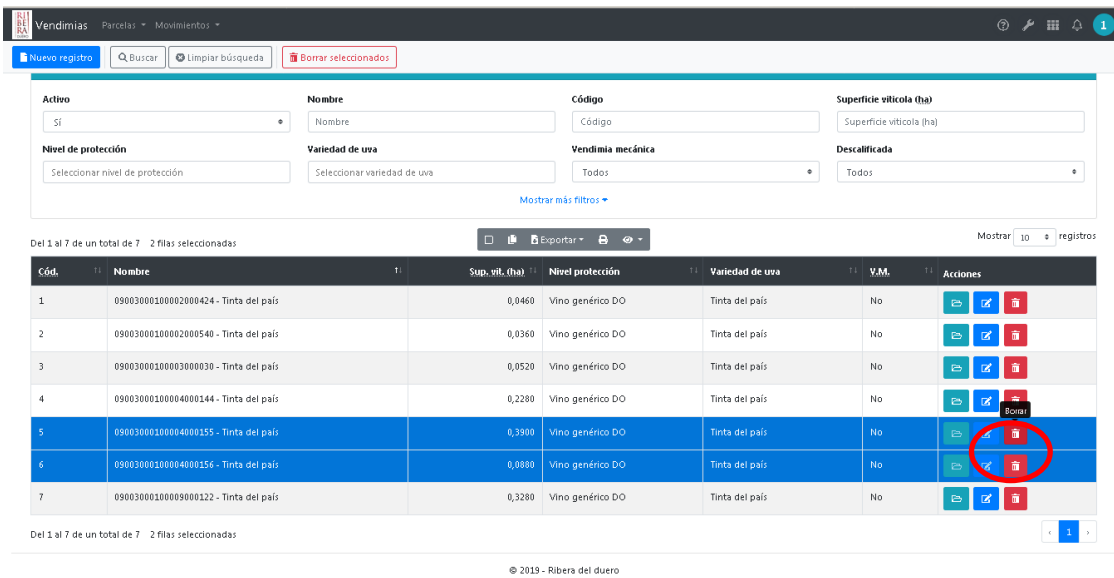 RI
BE
RA
Vendimias Parcelas Movimientos 1
Nuevo registro Buscar Limpiar búsqueda Borrar seleccionados
Activo Nombre Código Superficie vitícola (ha)
Sí Nombre Código Superficie vitícola (ha)
Nivel de protección Variedad de uva Vendimia mecánica Descalificada
Seleccionar nivel de protección Seleccionar variedad de uva Todos Todos
Mostrar más filtros
Del 1 al 7 de un total de 7 2 filas seleccionadas Exportar Mostrar 10 registros
Cód. Nombre Sup. vit. (ha) Nivel protección Variedad de uva V.M. Acciones
1 09003000100002000424 - Tinta del país 0,0460 Vino genérico DO Tinta del país No
2 09003000100002000540 - Tinta del país 0,0360 Vino genérico DO Tinta del país No
3 09003000100003000030 - Tinta del país 0,0520 Vino genérico DO Tinta del país No
4 09003000100004000144 - Tinta del país 0,2280 Vino genérico DO Tinta del país No
Borrar
5 09003000100004000155 - Tinta del país 0,3900 Vino genérico DO Tinta del país No
6 09003000100004000156 - Tinta del país 0,0880 Vino genérico DO Tinta del país No
7 09003000100009000122 - Tinta del país 0,3280 Vino genérico DO Tinta del país No
Del 1 al 7 de un total de 7 2 filas seleccionadas ‹ 1 ›
© 2019 - Ribera del duero